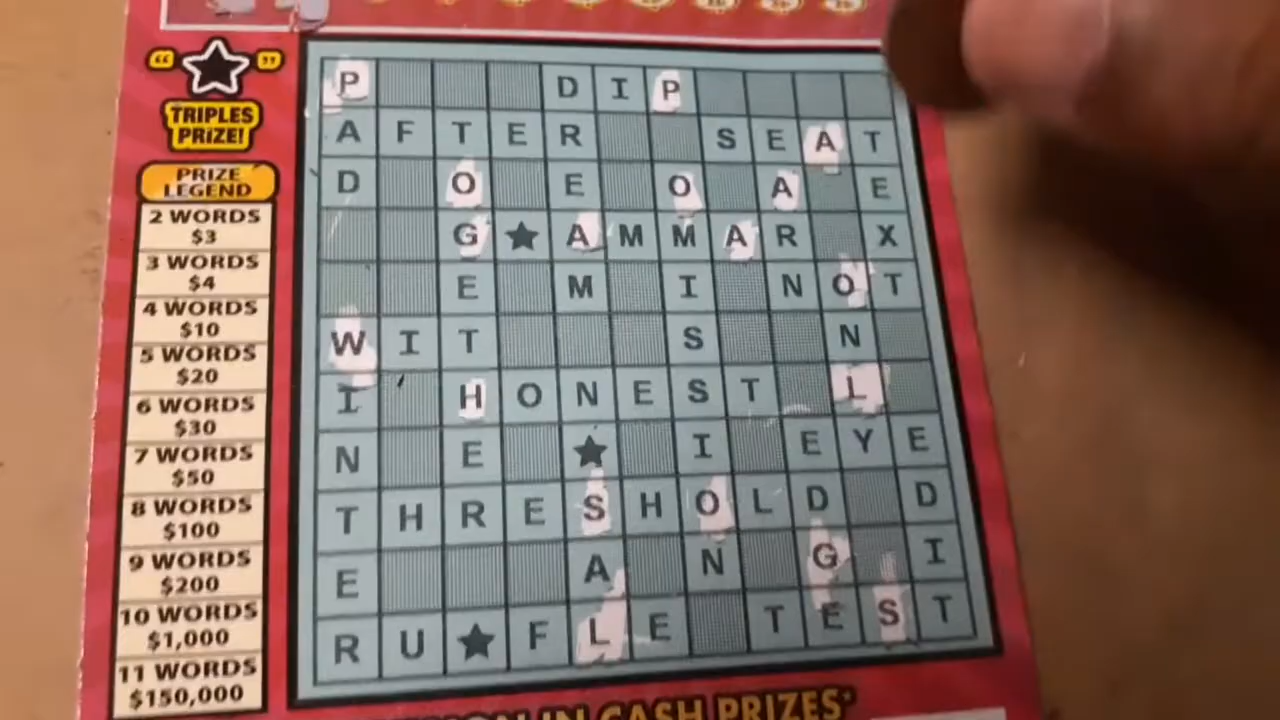 “ ☆ ”
TRIPLES
PRIZE!
PRIZE
LEGEND
2 WORDS
$3
3 WORDS
$4
4 WORDS
$10
5 WORDS
$20
6 WORDS
$30
7 WORDS
$50
8 WORDS
$100
9 WORDS
$200
10 WORDS
$1,000
11 WORDS
$150,000
P D I P
A F T E R S E A T
D O E O A E
G ★ A M M A R X
E M I N O T
W I T S N
I H O N E S T L
N E ★ I E Y E
T H R E S H O L D D
E A N G I
R U ★ F L E T E S T
IN CASH PRIZES*